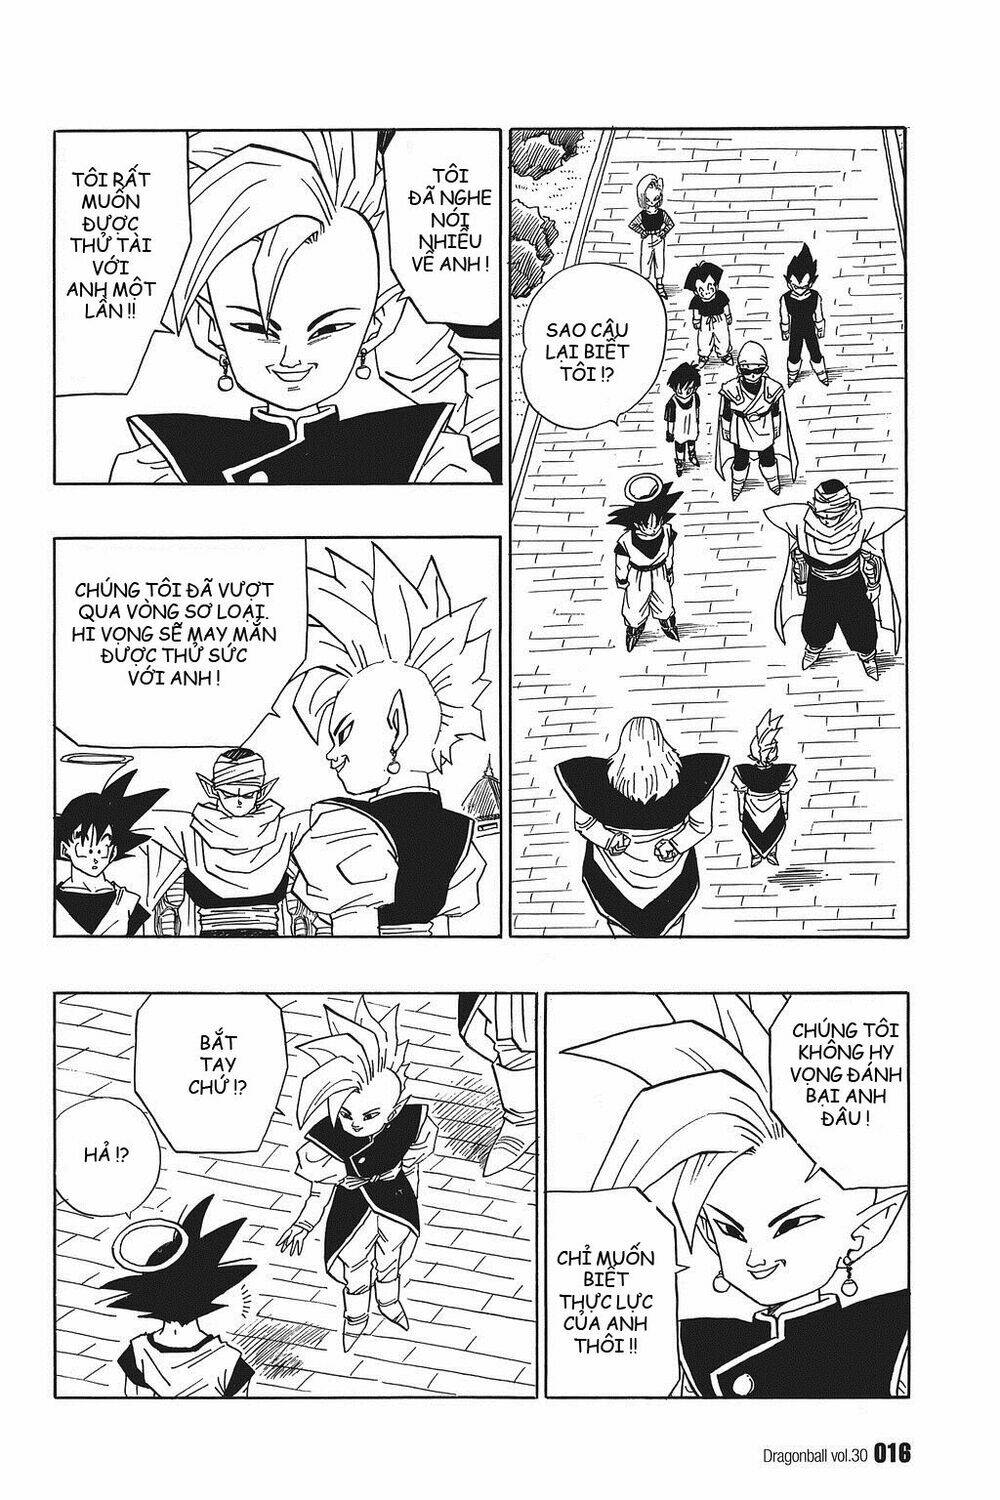 SAO CẬU
LẠI BIẾT
TÔI !?
TÔI
ĐÃ NGHE
NÓI
NHIỀU
VỀ ANH !
TÔI RẤT
MUỐN
ĐƯỢC
THỬ TÀI
VỚI
ANH MỘT
LẦN !!
CHÚNG TÔI ĐÃ VƯỢT
QUA VÒNG SƠ LOẠI.
HI VỌNG SẼ MAY MẮN
ĐƯỢC THỬ SỨC
VỚI ANH !
CHÚNG TÔI
KHÔNG HY
VỌNG ĐÁNH
BẠI ANH
ĐÂU !
CHỈ MUỐN
BIẾT
THỰC LỰC
CỦA ANH
THÔI !!
BẮT
TAY
CHỨ !?
HẢ !?
Dragonball vol.30 016